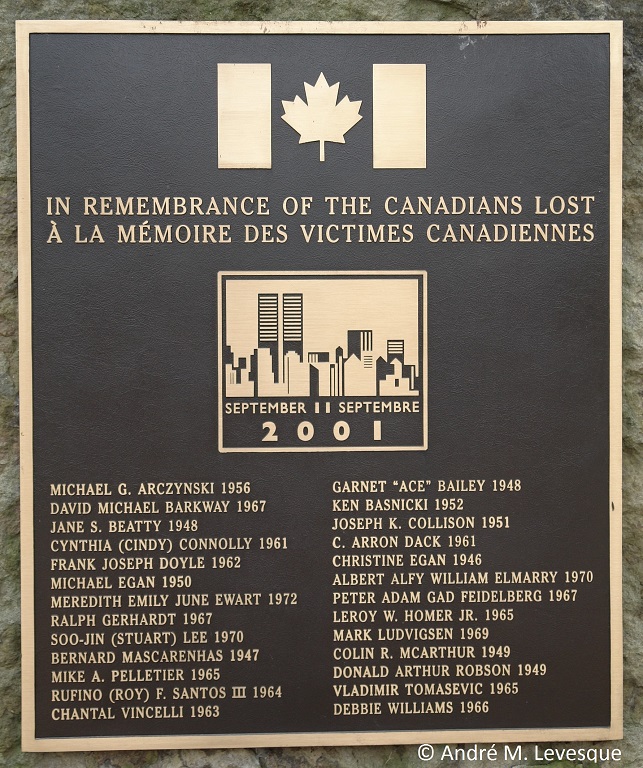 IN REMEMBRANCE OF THE CANADIANS LOST
À LA MÉMOIRE DES VICTIMES CANADIENNES
SEPTEMBER 11 SEPTEMBRE
2001
MICHAEL G. ARCZYNSKI 1956
DAVID MICHAEL BARKWAY 1967
JANE S. BEATTY 1948
CYNTHIA (CINDY) CONNOLLY 1961
FRANK JOSEPH DOYLE 1962
MICHAEL EGAN 1950
MEREDITH EMILY JUNE EWART 1972
RALPH GERHARDT 1967
SOO-JIN (STUART) LEE 1970
BERNARD MASCARENHAS 1947
MIKE A. PELLETIER 1965
RUFINO (ROY) F. SANTOS III 1964
CHANTAL VINCELLI 1963
GARNET “ACE” BAILEY 1948
KEN BASNICKI 1952
JOSEPH K. COLLISON 1951
C. ARRON DACK 1961
CHRISTINE EGAN 1946
ALBERT ALFY WILLIAM ELMARRY 1970
PETER ADAM GAD FEIDELBERG 1967
LEROY W. HOMER JR. 1965
MARK LUDVIGSEN 1969
COLIN R. MCARTHUR 1949
DONALD ARTHUR ROBSON 1949
VLADIMIR TOMASEVIC 1965
DEBBIE WILLIAMS 1966
© André M. Levesque